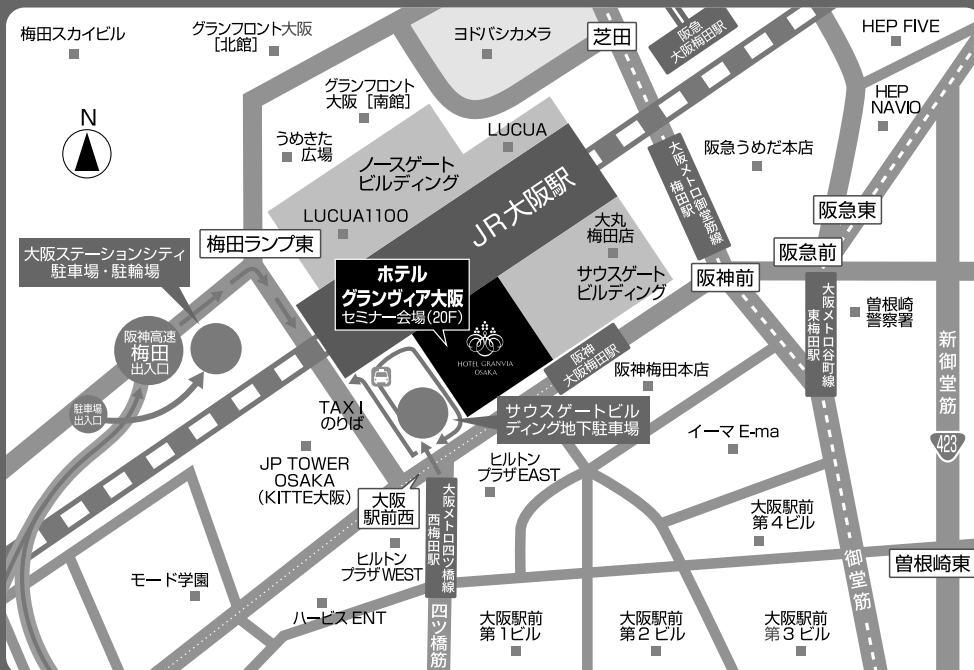 梅田スカイビル
グランフロント大阪
[北館]
ヨドバシカメラ
芝田
阪急
大阪梅田駅
HEP FIVE
N
グランフロント
大阪［南館］
うめきた
広場
LUCUA
HEP
NAVIO
ノースゲート
ビルディング
LUCUA1100
JR大阪駅
大阪メトロ御堂筋線
梅田駅
阪急うめだ本店
阪急東
大丸
梅田店
サウスゲート
ビルディング
梅田ランプ東
阪急前
阪神前
大阪ステーションシティ
駐車場・駐輪場
ホテル
グランヴィア大阪
セミナー会場(20F)
HOTEL GRANVIA
OSAKA
大阪メトロ谷町線
東梅田駅
曽根崎
警察署
新御堂筋
423
阪神高速
梅田
出入口
阪神
大阪梅田駅
阪神梅田本店
駐車場
出入口
TAXI
のりば
サウスゲートビル
ディング地下駐車場
イーマ E-ma
JP TOWER
OSAKA
(KITTE大阪)
ヒルトン
プラザEAST
大阪
駅前西
大阪メトロ四ツ橋線
西梅田駅
大阪駅前
第4ビル
ヒルトン
プラザWEST
御堂筋
曽根崎東
モード学園
ハービス ENT
四ツ橋筋
大阪駅前
第1ビル
大阪駅前
第2ビル
大阪駅前
第3ビル